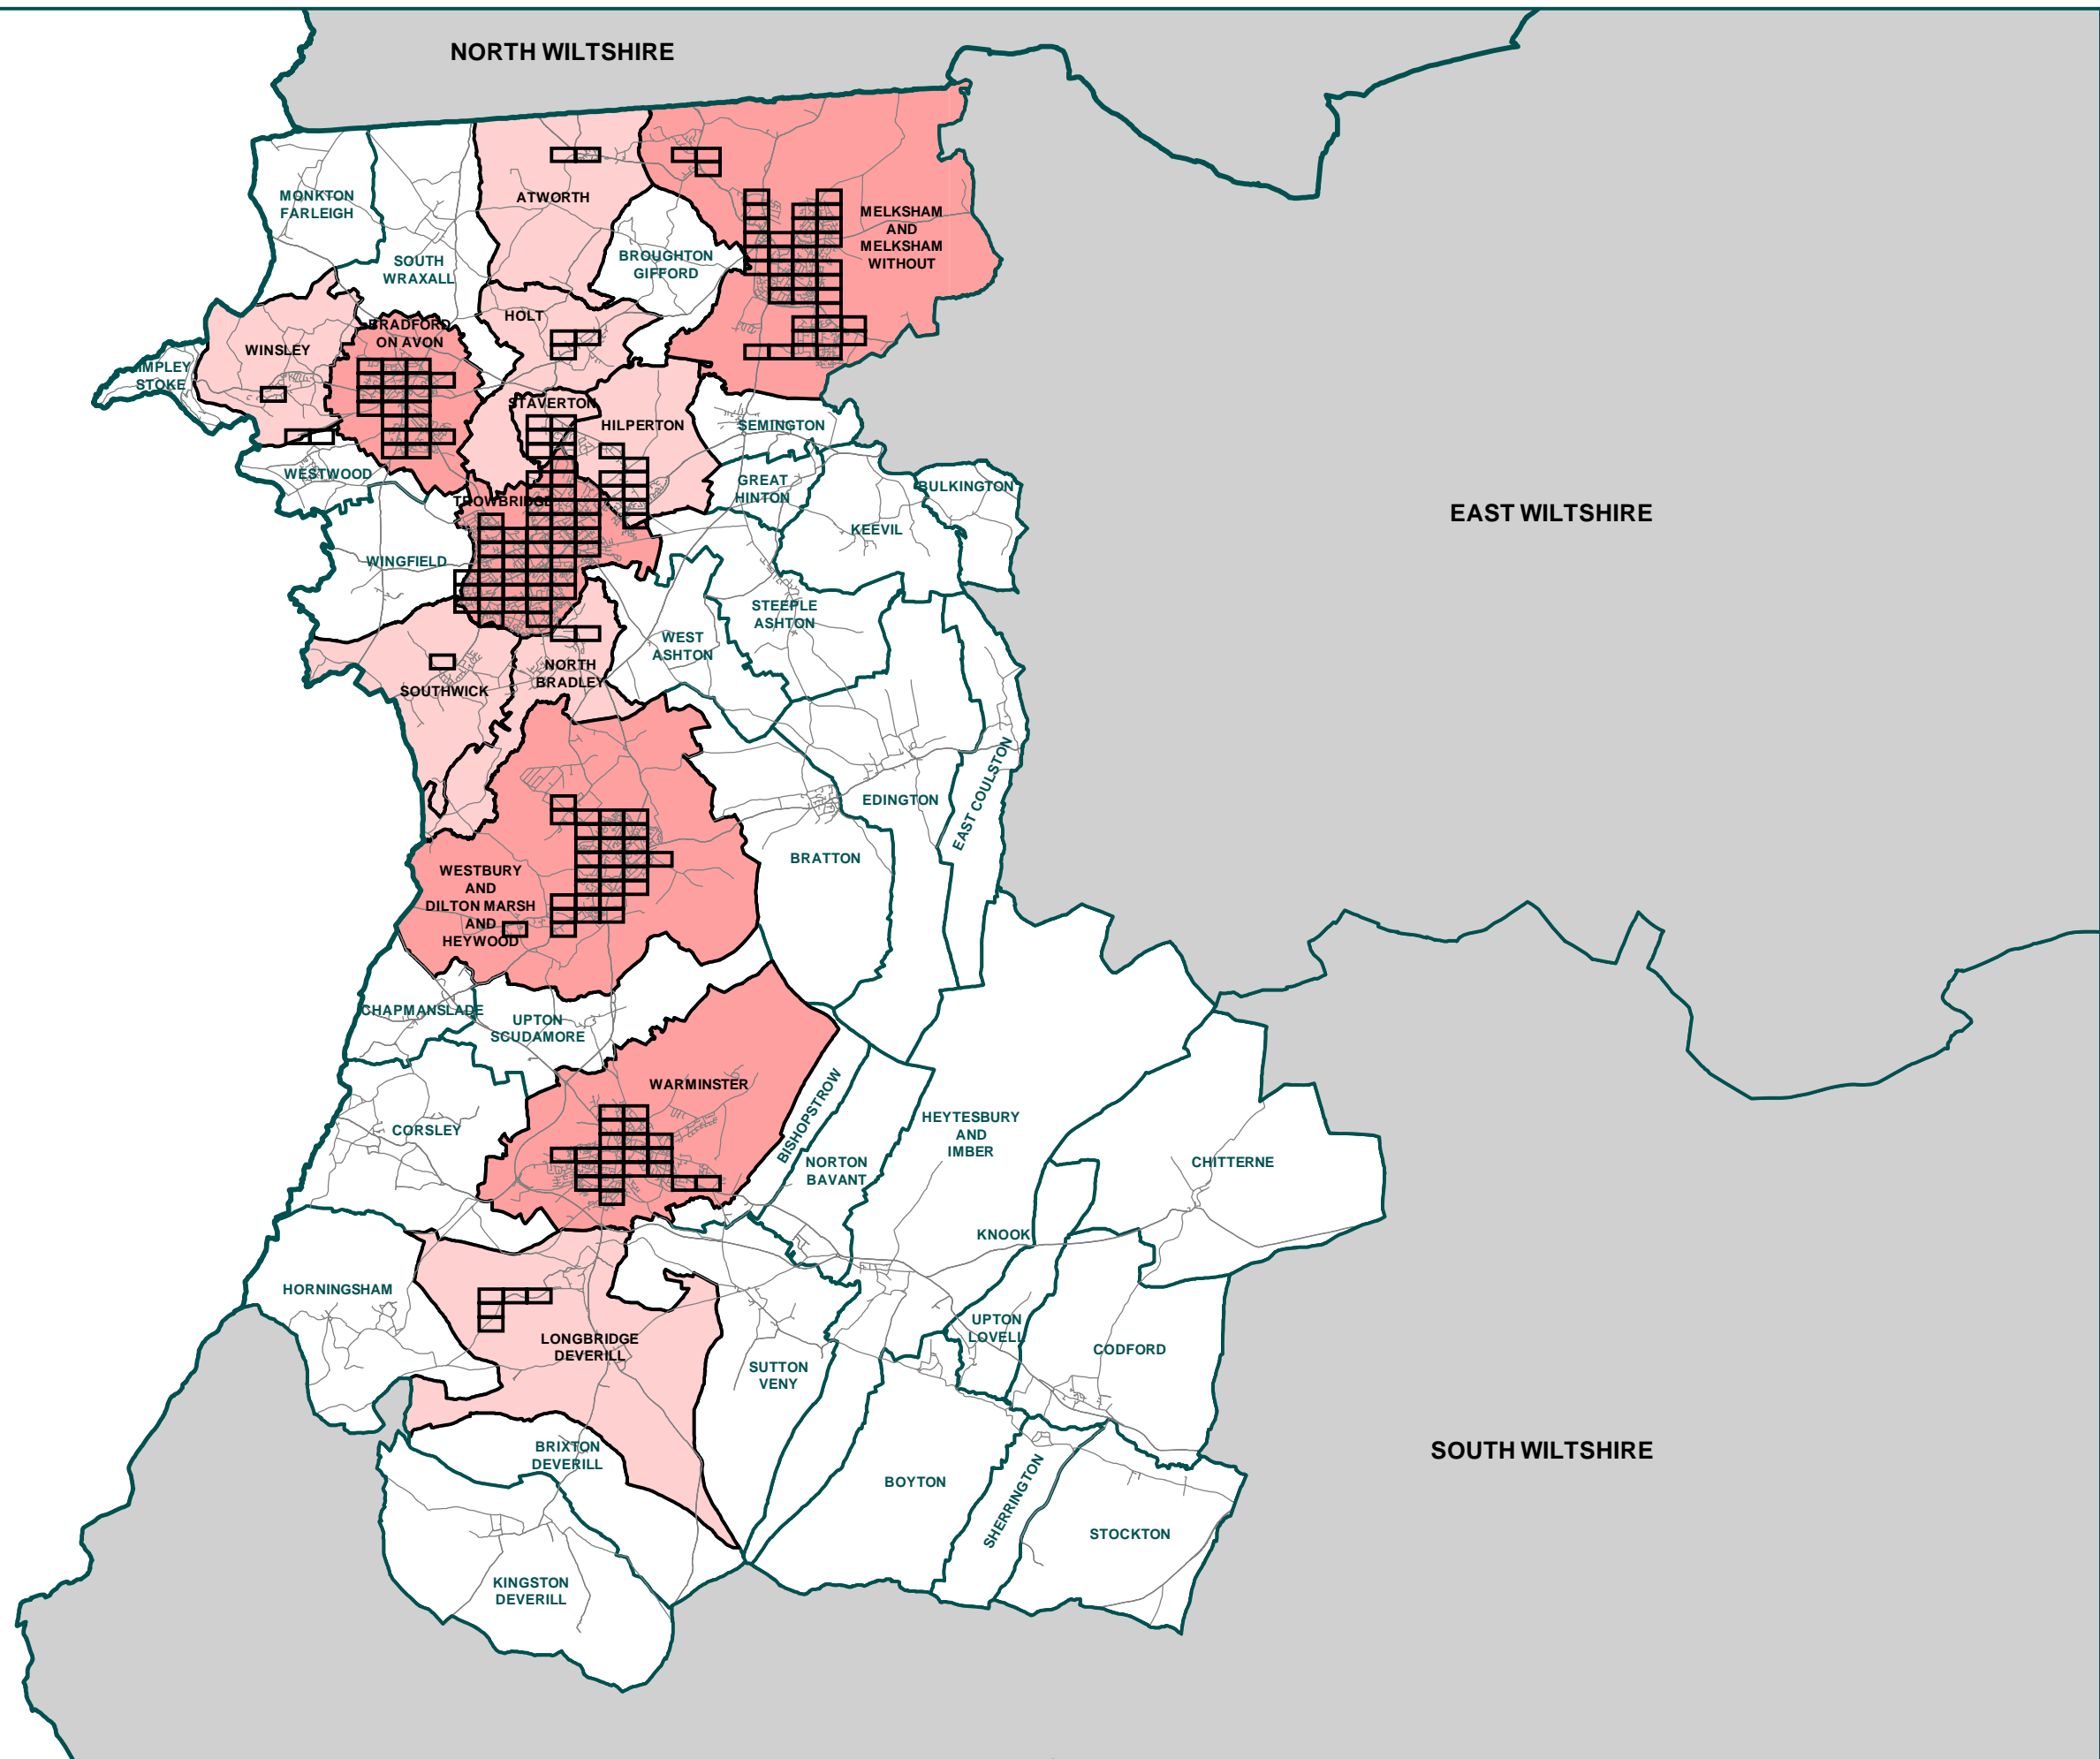 NORTH WILTSHIRE
MONKTON
FARLEIGH
ATWORTH
MELKSHAM
AND
MELKSHAM
WITHOUT
SOUTH
WRAXALL
BROUGHTON
GIFFORD
HOLT
BRADFORD
ON AVON
WINSLEY
IMPLEY
STOKE
STAVERTON
HILPERTON
SEMINGTON
WESTWOOD
GREAT
HINTON
BULKINGTON
TROWBRIDGE
KEEVIL
EAST WILTSHIRE
WINGFIELD
STEEPLE
ASHTON
WEST
ASHTON
NORTH
BRADLEY
SOUTHWICK
EDINGTON
EAST COULSTON
BRATTON
WESTBURY
AND
DILTON MARSH
AND
HEYWOOD
CHAPMANSLADE
UPTON
SCUDAMORE
WARMINSTER
BISHOPSTROW
CORSLEY
HEYTESBURY
AND
IMBER
NORTON
BAVANT
CHITTERNE
KNOOK
HORNINGSHAM
LONGBRIDGE
DEVERILL
UPTON
LOVELL
CODFORD
SUTTON
VENY
BRIXTON
DEVERILL
SOUTH WILTSHIRE
BOYTON
SHERRINGTON
STOCKTON
KINGSTON
DEVERILL